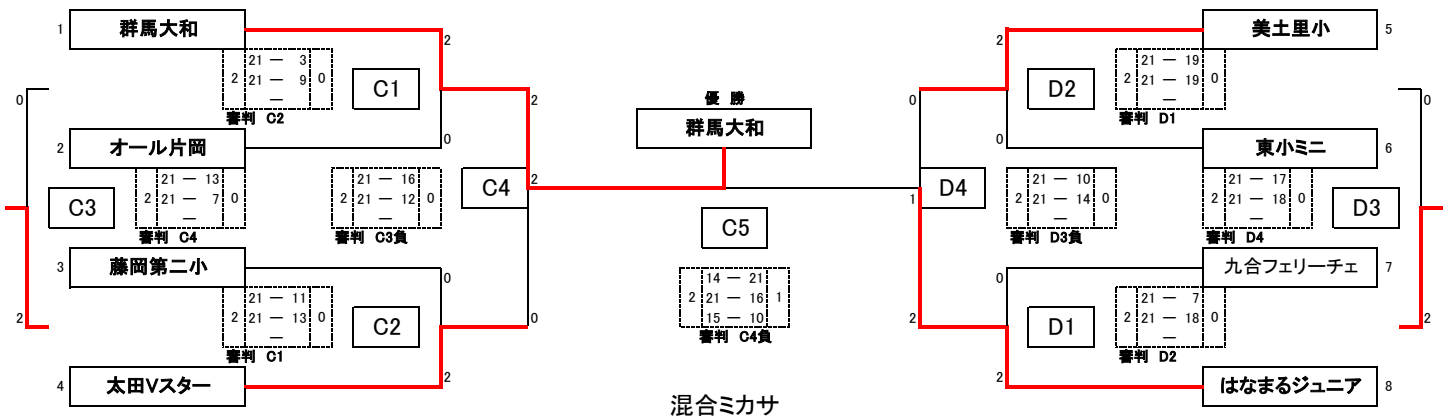 1 群馬大和 2
21 ― 3
2 21 ― 9 0
―
審判 C2
C1
0 2
2 オール片岡 0
21 ― 13
2 21 ― 7 0
―
審判 C4
C3
21 ― 16
2 21 ― 12 0
―
審判 C3負
C4
2
3 藤岡第二小 0
21 ― 11
2 21 ― 13 0
―
審判 C1
C2
2 0
4 太田Vスター 2
優 勝
群馬大和
C5
14 ― 21
2 21 ― 16 1
15 ― 10
審判 C4負
2 美土里小 5
21 ― 19
2 21 ― 19 0
―
審判 D1
D2
0 0
0 東小ミニ 6
D4
1
21 ― 10
2 21 ― 14 0
―
審判 D3負
21 ― 17
2 21 ― 18 0
―
審判 D4
D3
0 九合フェリーチェ 7
21 ― 7
2 21 ― 18 0
―
審判 D2
D1
2 2
2 はなまるジュニア 8
混合ミカサ